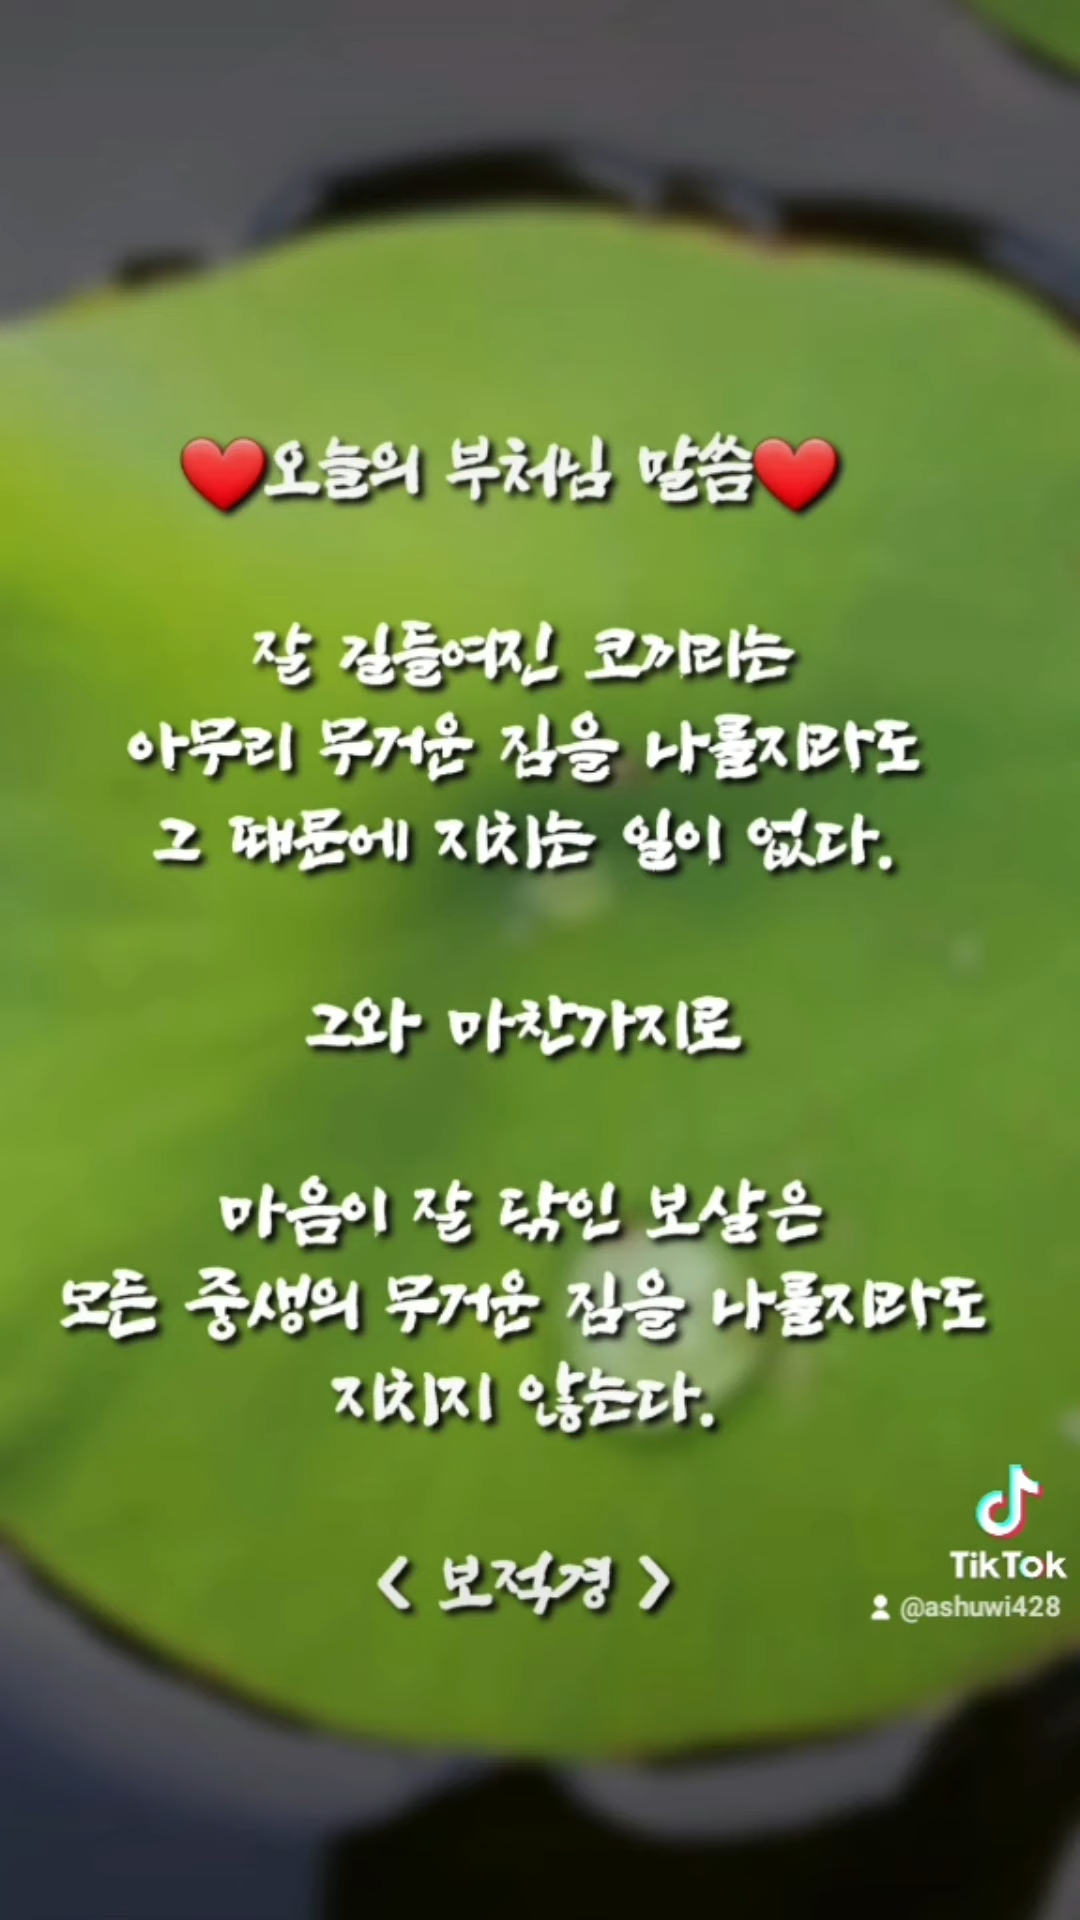 ❤️오늘의 부처님 말씀❤️
잘 길들여진 코끼리는
아무리 무거운 짐을 나를지라도
그 때문에 지치는 일이 없다.
그와 마찬가지로
마음이 잘 닦인 보살은
모든 중생의 무거운 짐을 나를지라도
지치지 않는다.
< 보적경 >
TikTok
@ashuwi428